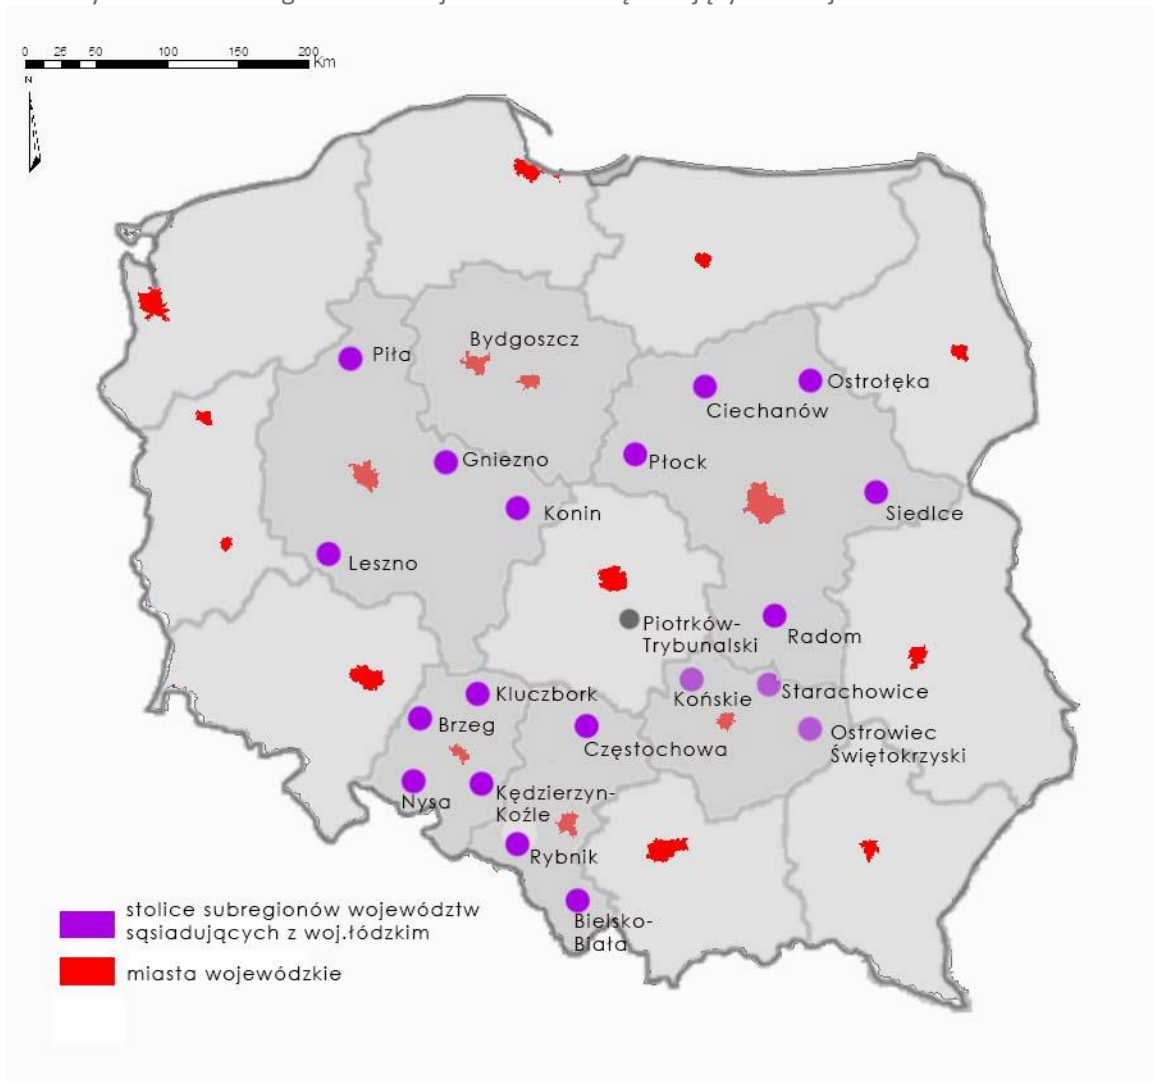 0 25 50 100 150 200 Km
N
Bydgoszcz
Piła
Ostrołęka
Ciechanów
Gniezno
Płock
Konin
Siedlce
Leszno
Piotrków-
Trybunalski
Radom
Kluczbork
Końskie
Starachowice
Brzeg
Częstochowa
Ostrowiec
Świętokrzyski
Nysa
Kędzierzyn-
Koźle
Rybnik
Bielsko-
Biała
stolice subregionów województw
sąsiadujących z woj.łódzkim
miasta wojewódzkie